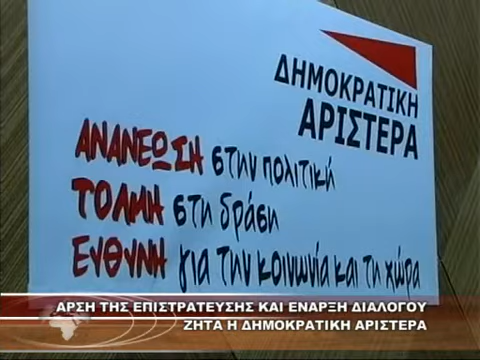 ΔΗΜΟΚΡΑΤΙΚΗ
ΑΡΙΣΤΕΡΑ
ΑΝΑΝΕΩΣΗ στην πολιτική
ΤΟΛΜΗ στη δράση
ΕΥΘΥΝΗ για την κοινωνία και τη χώρα
ΑΡΣΗ ΤΗΣ ΕΠΙΣΤΡΑΤΕΥΣΗΣ ΚΑΙ ΕΝΑΡΞΗ ΔΙΑΛΟΓΟΥ
ΖΗΤΑ Η ΔΗΜΟΚΡΑΤΙΚΗ ΑΡΙΣΤΕΡΑ